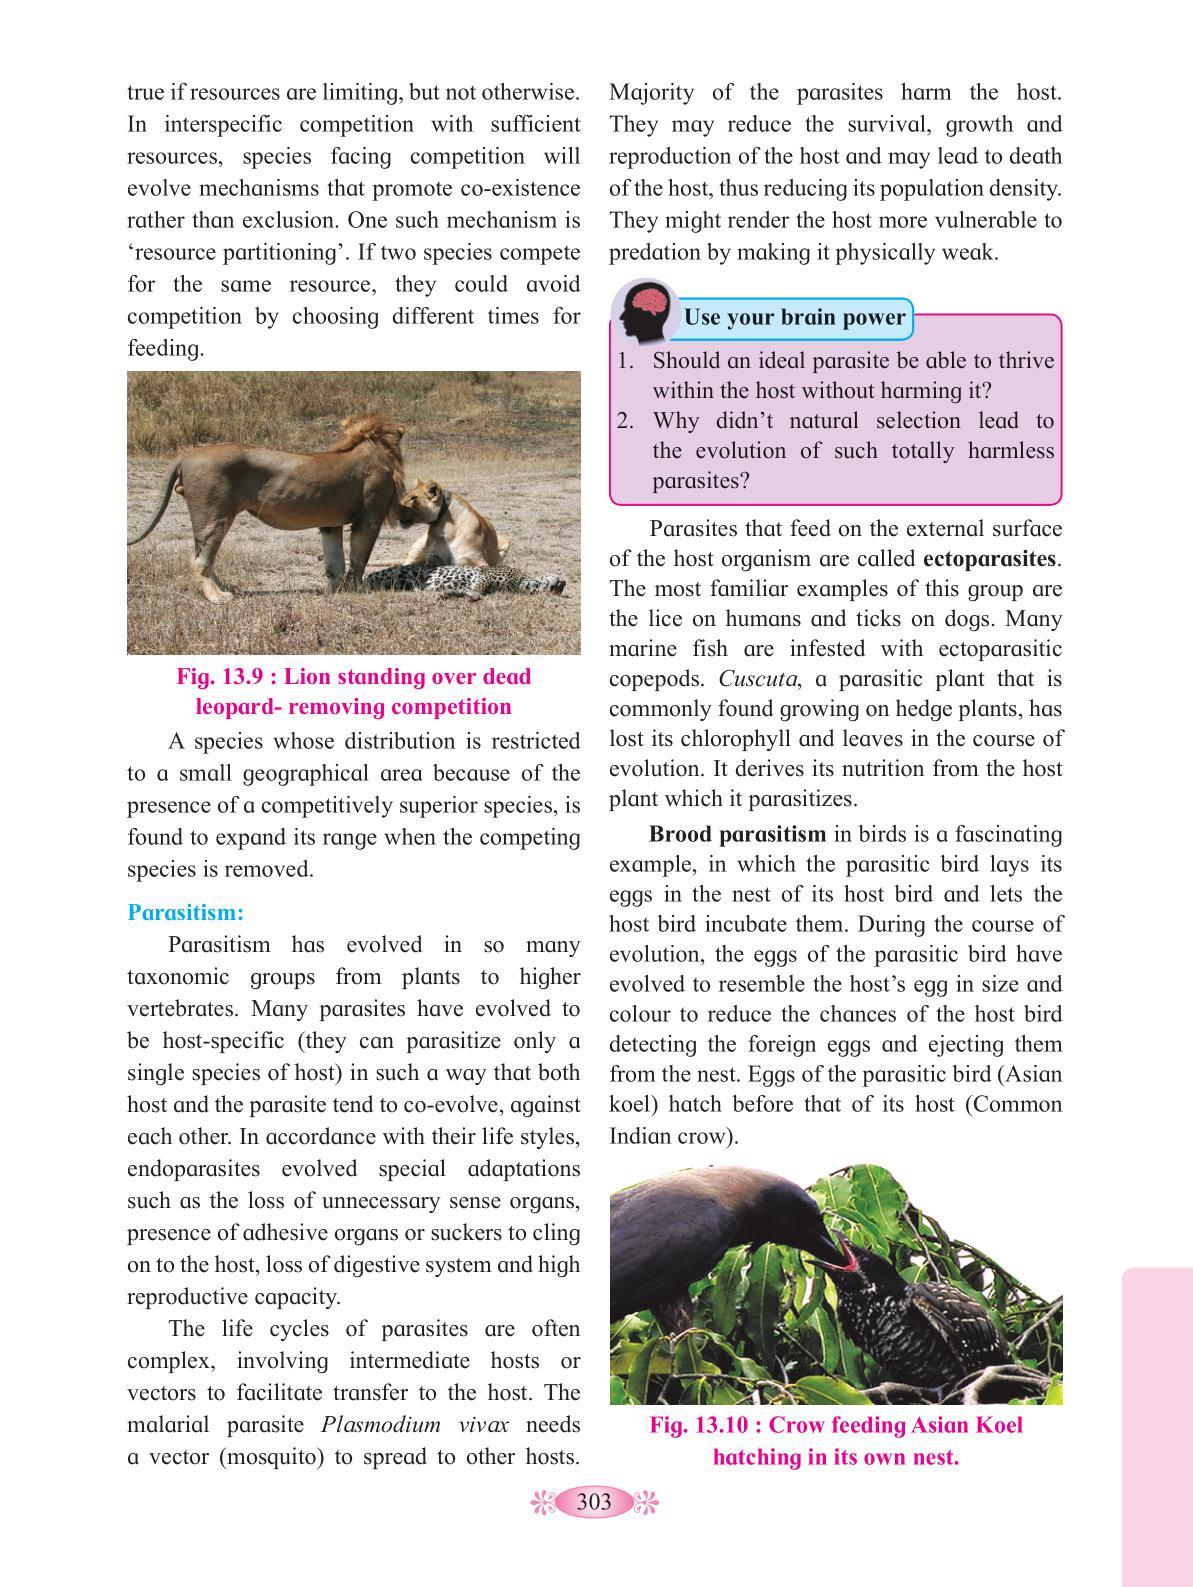 true if resources are limiting, but not otherwise.
In interspecific competition with sufficient
resources, species facing competition will
evolve mechanisms that promote co-existence
rather than exclusion. One such mechanism is
‘resource partitioning’. If two species compete
for the same resource, they could avoid
competition by choosing different times for
feeding.
Fig. 13.9 : Lion standing over dead
leopard- removing competition
A species whose distribution is restricted
to a small geographical area because of the
presence of a competitively superior species, is
found to expand its range when the competing
species is removed.
Parasitism:
Parasitism has evolved in so many
taxonomic groups from plants to higher
vertebrates. Many parasites have evolved to
be host-specific (they can parasitize only a
single species of host) in such a way that both
host and the parasite tend to co-evolve, against
each other. In accordance with their life styles,
endoparasites evolved special adaptations
such as the loss of unnecessary sense organs,
presence of adhesive organs or suckers to cling
on to the host, loss of digestive system and high
reproductive capacity.
The life cycles of parasites are often
complex, involving intermediate hosts or
vectors to facilitate transfer to the host. The
malarial parasite Plasmodium vivax needs
a vector (mosquito) to spread to other hosts.
Majority of the parasites harm the host.
They may reduce the survival, growth and
reproduction of the host and may lead to death
of the host, thus reducing its population density.
They might render the host more vulnerable to
predation by making it physically weak.
Use your brain power
1. Should an ideal parasite be able to thrive
within the host without harming it?
2. Why didn’t natural selection lead to
the evolution of such totally harmless
parasites?
Parasites that feed on the external surface
of the host organism are called ectoparasites.
The most familiar examples of this group are
the lice on humans and ticks on dogs. Many
marine fish are infested with ectoparasitic
copepods. Cuscuta, a parasitic plant that is
commonly found growing on hedge plants, has
lost its chlorophyll and leaves in the course of
evolution. It derives its nutrition from the host
plant which it parasitizes.
Brood parasitism in birds is a fascinating
example, in which the parasitic bird lays its
eggs in the nest of its host bird and lets the
host bird incubate them. During the course of
evolution, the eggs of the parasitic bird have
evolved to resemble the host’s egg in size and
colour to reduce the chances of the host bird
detecting the foreign eggs and ejecting them
from the nest. Eggs of the parasitic bird (Asian
koel) hatch before that of its host (Common
Indian crow).
Fig. 13.10 : Crow feeding Asian Koel
hatching in its own nest.
303